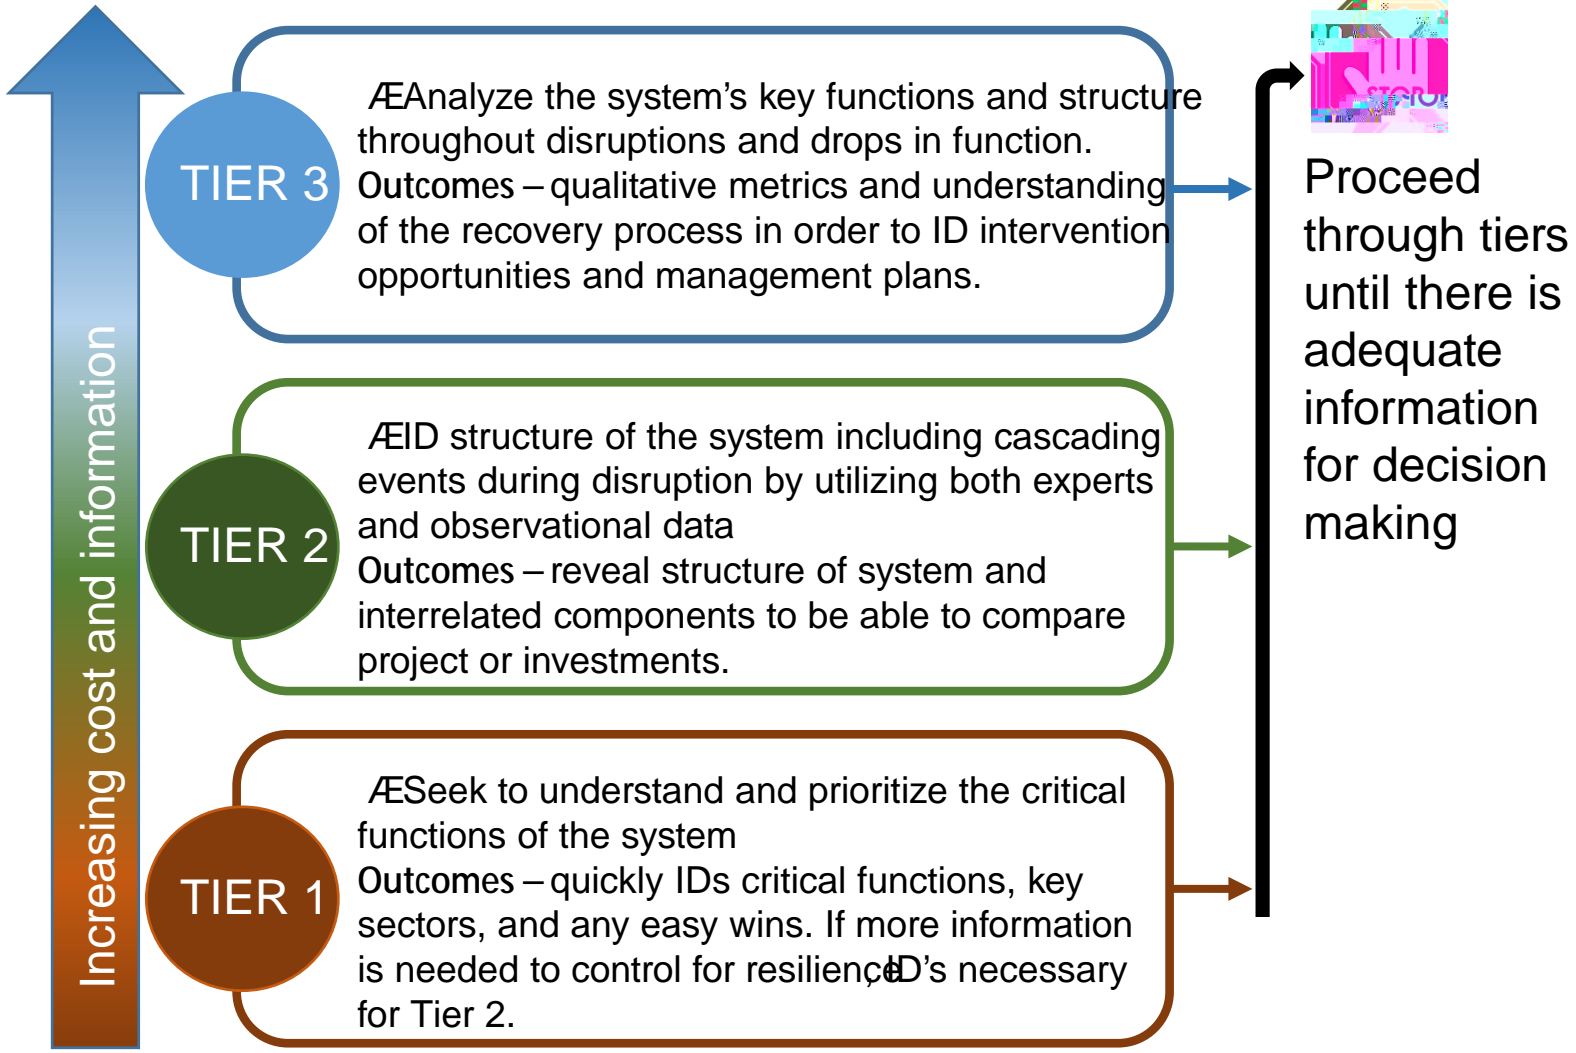 ÆAnalyze the system's key functions and structure
throughout disruptions and drops in function.
TIER 3
Outcomes – qualitative metrics and understanding
of the recovery process in order to ID intervention
opportunities and management plans.
ÆID structure of the system including cascading
events during disruption by utilizing both experts
and observational data
TIER 2
Outcomes – reveal structure of system and
interrelated components to be able to compare
project or investments.
ÆSeek to understand and prioritize the critical
functions of the system
TIER 1
Outcomes – quickly IDs critical functions, key
sectors, and any easy wins. If more information
is needed to control for resilience, ID's necessary
for Tier 2.
Increasing cost and information
Proceed
through tiers
until there is
adequate
information
for decision
making